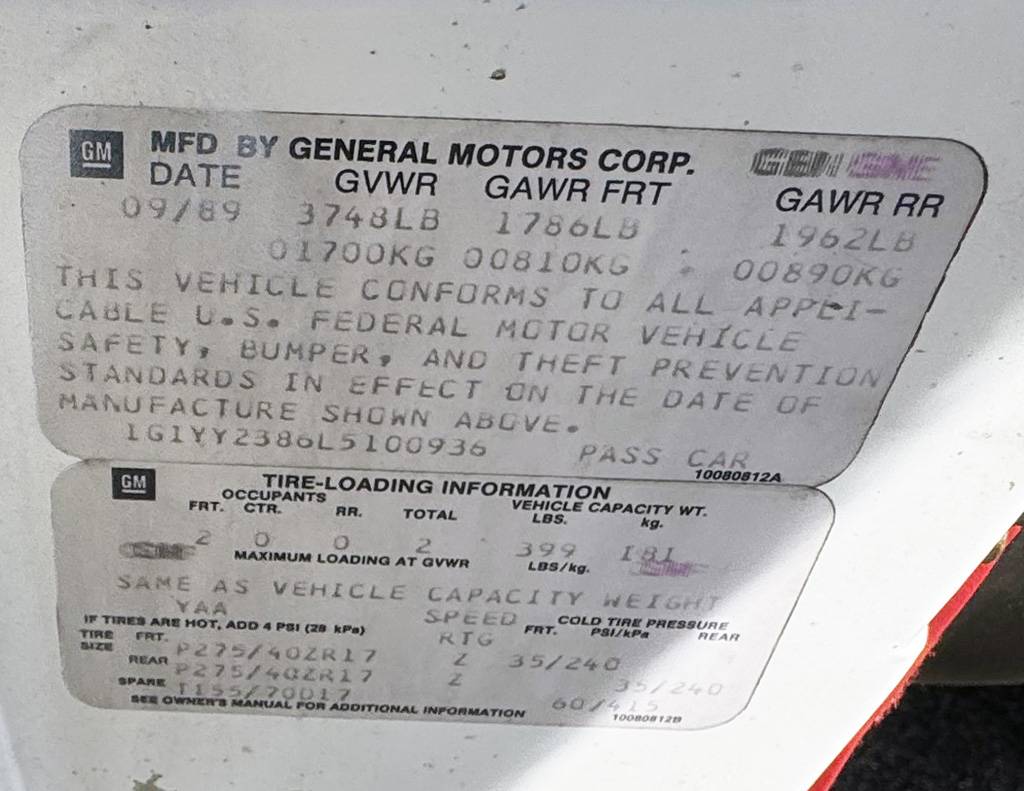 GM MFD BY GENERAL MOTORS CORP.
DATE GVWR GAWR FRT GAWR RR
09/89 3748LB 1786LB 1962LB
01700KG 00810KG 00890KG
THIS VEHICLE CONFORMS TO ALL APPLI-
CABLE U.S. FEDERAL MOTOR VEHICLE
SAFETY, BUMPER, AND THEFT PREVENTION
STANDARDS IN EFFECT ON THE DATE OF
MANUFACTURE SHOWN ABOVE.
1G1YY2386L5100936 PASS CAR
10080812A
GM TIRE-LOADING INFORMATION
OCCUPANTS VEHICLE CAPACITY WT.
FRT. CTR. RR. TOTAL LBS. kg.
2 0 0 2 399 181
MAXIMUM LOADING AT GVWR LBS/kg.
SAME AS VEHICLE CAPACITY WEIGHT
YAA SPEED COLD TIRE PRESSURE
IF TIRES ARE HOT, ADD 4 PSI (28 kPa) RTG FRT. PSI/kPa REAR
TIRE SIZE FRT. P275/40ZR17 Z 35/240
REAR P275/40ZR17 Z 35/240
SPARE T155/70D17 60/415
SEE OWNER'S MANUAL FOR ADDITIONAL INFORMATION 10080812B